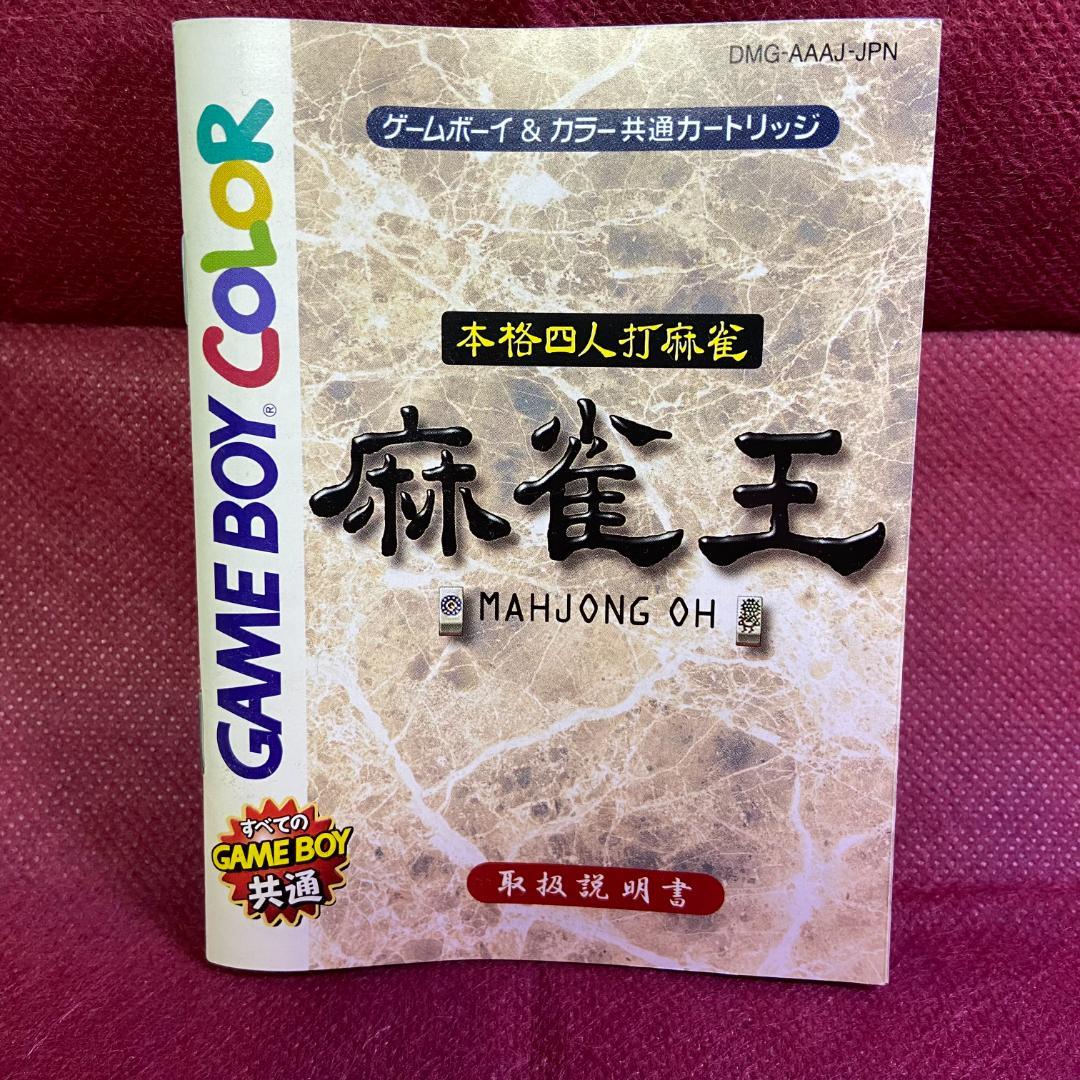 DMG-AAAJ-JPN
ゲームボーイ & カラー共通カートリッジ
GAME BOY® COLOR
本格四人打麻雀
麻雀王
MAHJONG OH
すべての
GAME BOY
共通
取扱説明書